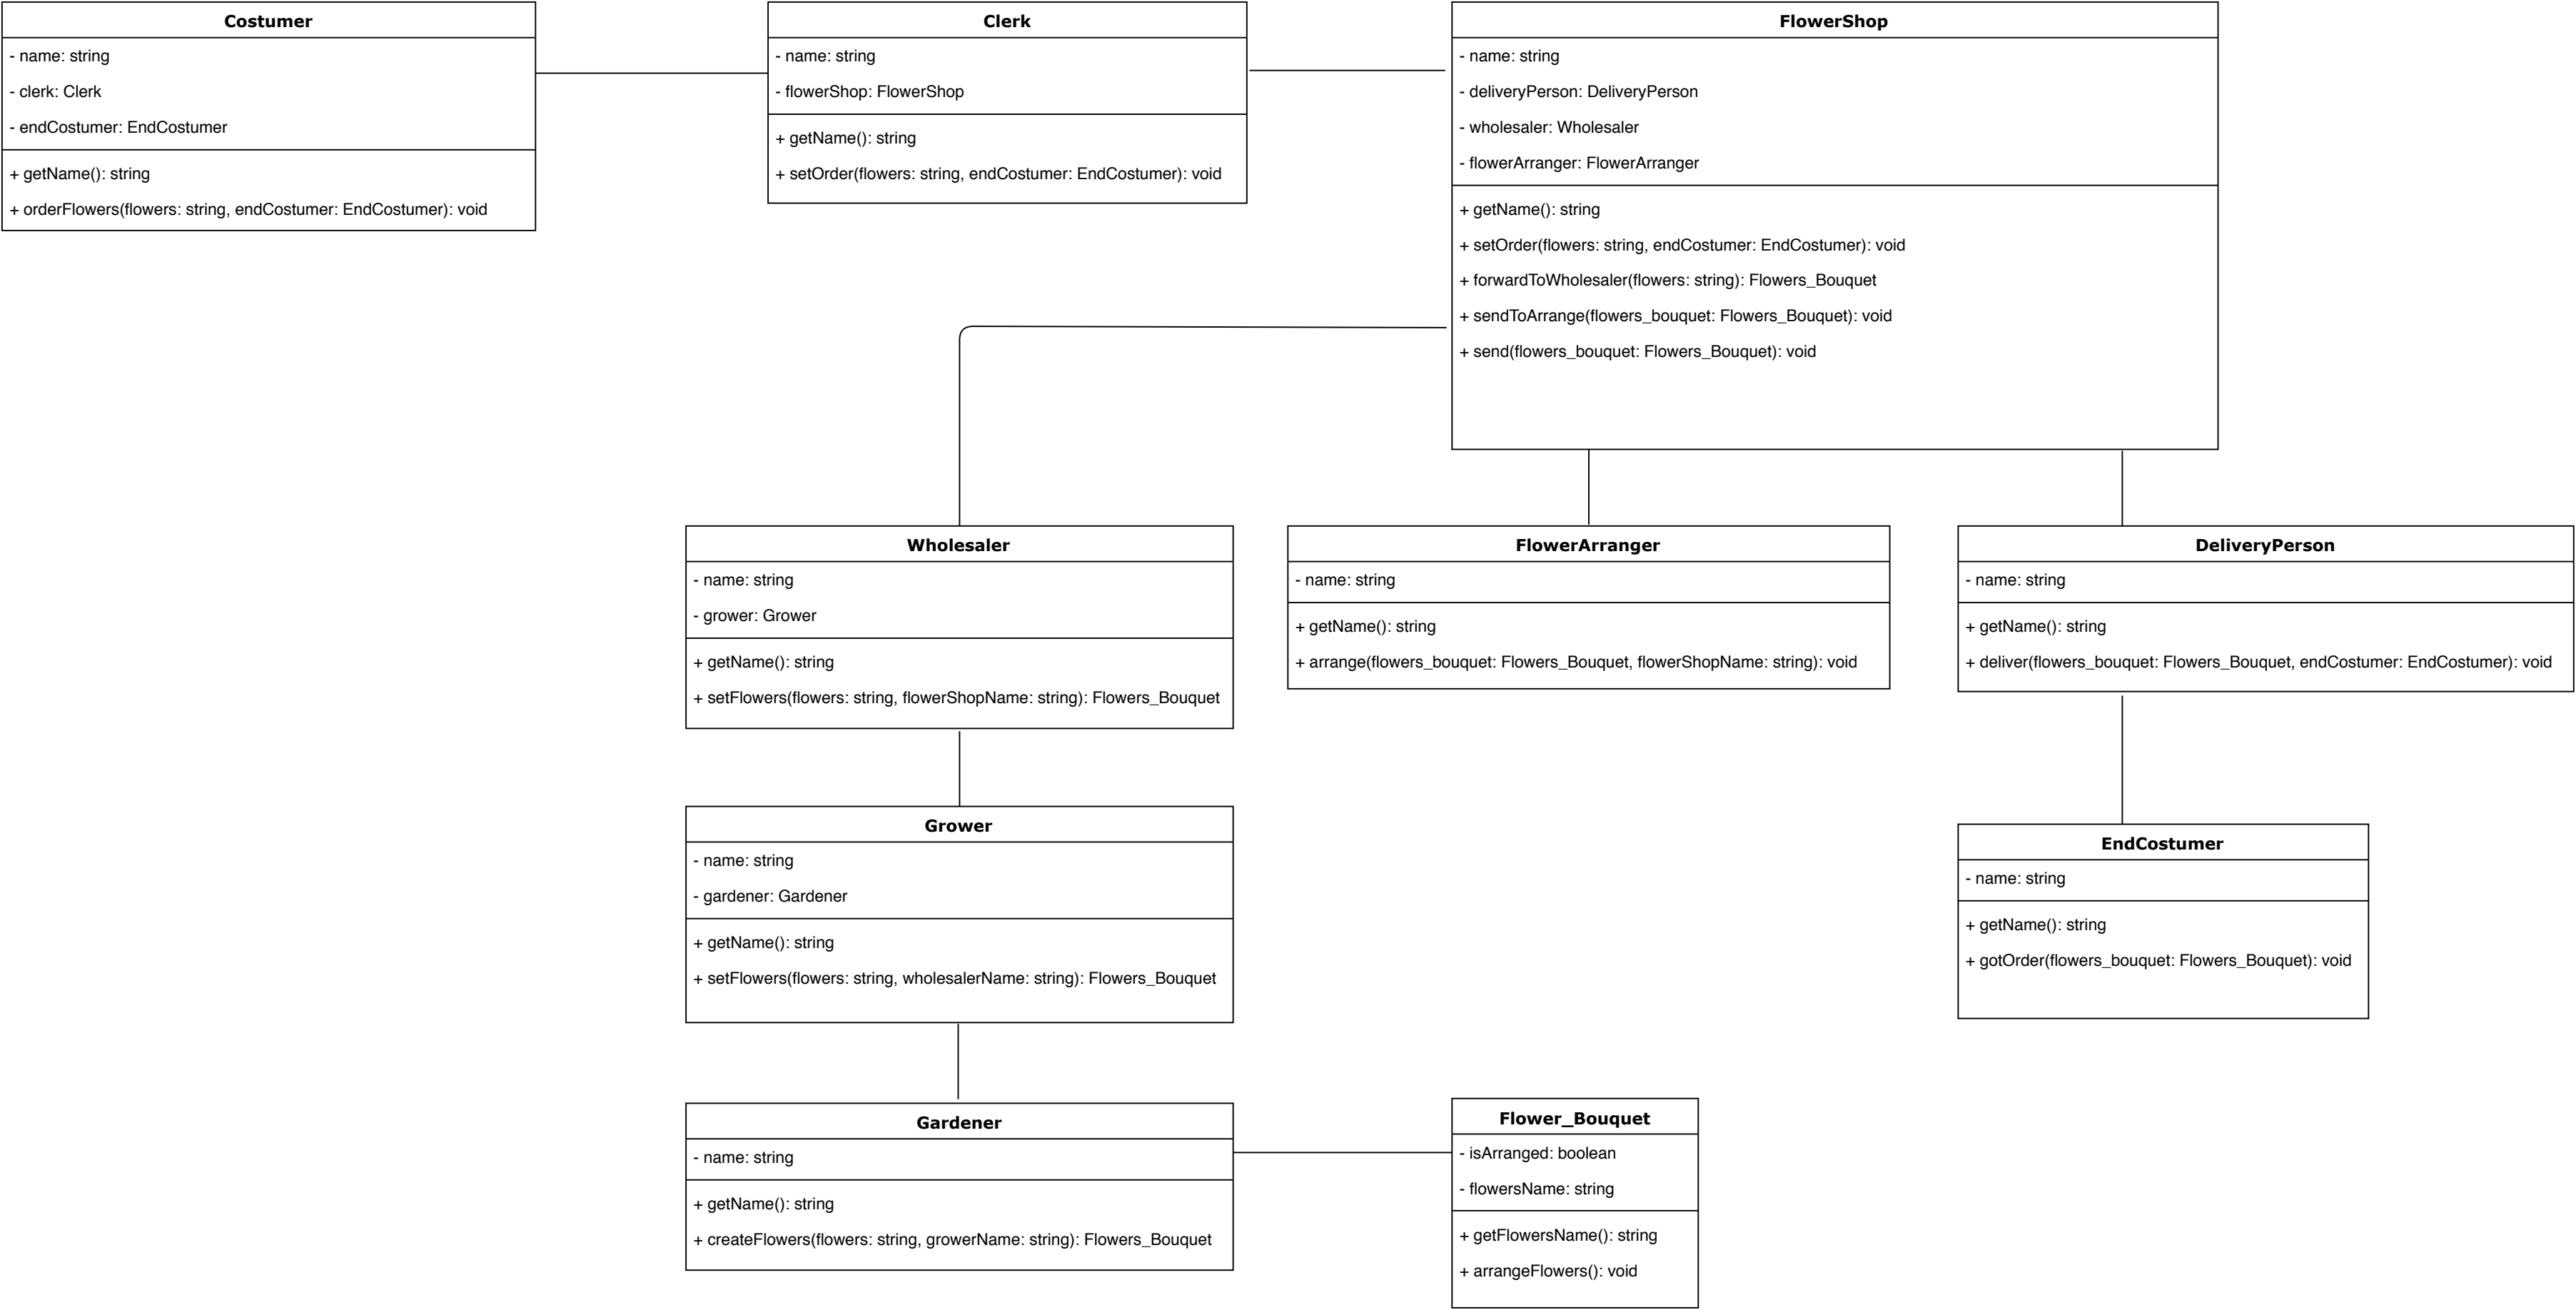 Costumer
- name: string
- clerk: Clerk
- endCostumer: EndCostumer
+ getName(): string
+ orderFlowers(flowers: string, endCostumer: EndCostumer): void
Clerk
- name: string
- flowerShop: FlowerShop
+ getName(): string
+ setOrder(flowers: string, endCostumer: EndCostumer): void
FlowerShop
- name: string
- deliveryPerson: DeliveryPerson
- wholesaler: Wholesaler
- flowerArranger: FlowerArranger
+ getName(): string
+ setOrder(flowers: string, endCostumer: EndCostumer): void
+ forwardToWholesaler(flowers: string): Flowers_Bouquet
+ sendToArrange(flowers_bouquet: Flowers_Bouquet): void
+ send(flowers_bouquet: Flowers_Bouquet): void
Wholesaler
- name: string
- grower: Grower
+ getName(): string
+ setFlowers(flowers: string, flowerShopName: string): Flowers_Bouquet
FlowerArranger
- name: string
+ getName(): string
+ arrange(flowers_bouquet: Flowers_Bouquet, flowerShopName: string): void
DeliveryPerson
- name: string
+ getName(): string
+ deliver(flowers_bouquet: Flowers_Bouquet, endCostumer: EndCostumer): void
Grower
- name: string
- gardener: Gardener
+ getName(): string
+ setFlowers(flowers: string, wholesalerName: string): Flowers_Bouquet
EndCostumer
- name: string
+ getName(): string
+ gotOrder(flowers_bouquet: Flowers_Bouquet): void
Gardener
- name: string
+ getName(): string
+ createFlowers(flowers: string, growerName: string): Flowers_Bouquet
Flower_Bouquet
- isArranged: boolean
- flowersName: string
+ getFlowersName(): string
+ arrangeFlowers(): void